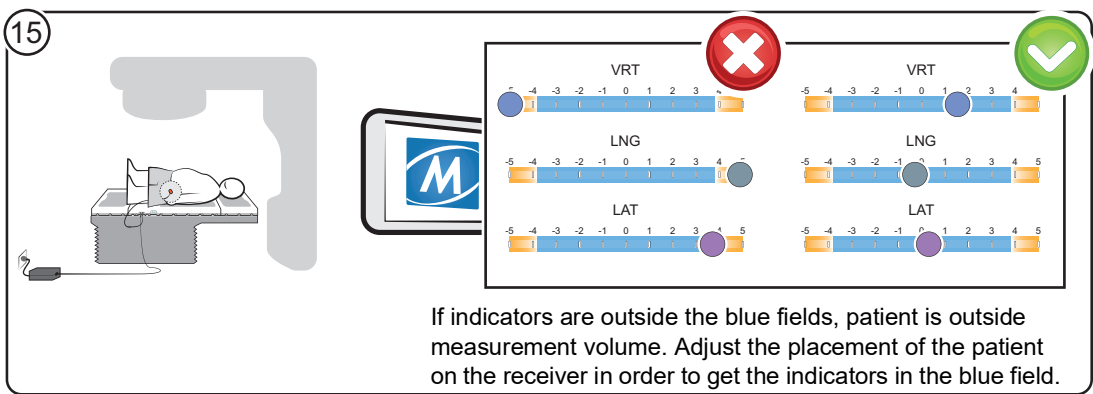 15
VRT
-4 -3 -2 -1 0 1 2 3
LNG
-5 -4 -3 -2 -1 0 1 2 3
LAT
-5 -4 -3 -2 -1 0 1 2 3 4 5
VRT
-5 -4 -3 -2 -1 0 1 2 3 4
LNG
-5 -4 -3 -2 -1 0 1 2 3 4 5
LAT
-5 -4 -3 -2 -1 0 1 2 3 4 5
M
If indicators are outside the blue fields, patient is outside
measurement volume. Adjust the placement of the patient
on the receiver in order to get the indicators in the blue field.